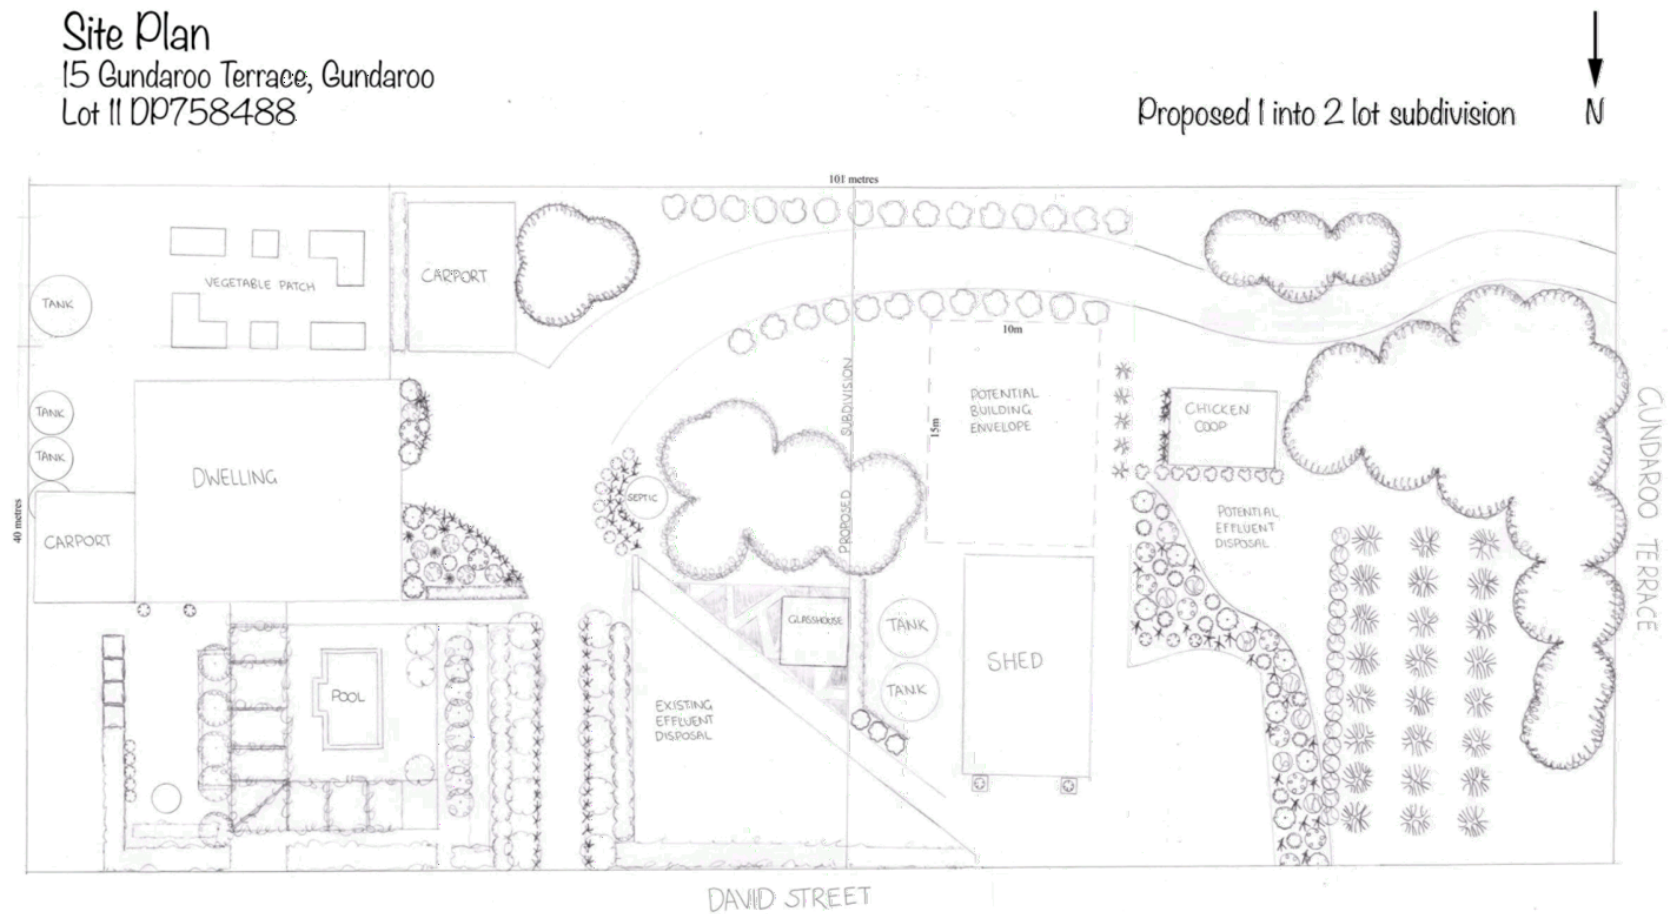 Site Plan
15 Gundaroo Terrace, Gundaroo
Lot 11 DP758488
Proposed 1 into 2 lot subdivision
N
101 metres
VEGETABLE PATCH
TANK
CARPORT
10m
15m
POTENTIAL
BUILDING
ENVELOPE
CHICKEN
COOP
TANK
TANK
DWELLING
CARPORT
40 metres
SEPTIC
PROPOSED SUBDIVISION
POTENTIAL
EFFLUENT
DISPOSAL
GUNDAROO TERRACE
GLASSHOUSE
TANK
TANK
SHED
POOL
EXISTING
EFFLUENT
DISPOSAL
DAVID STREET